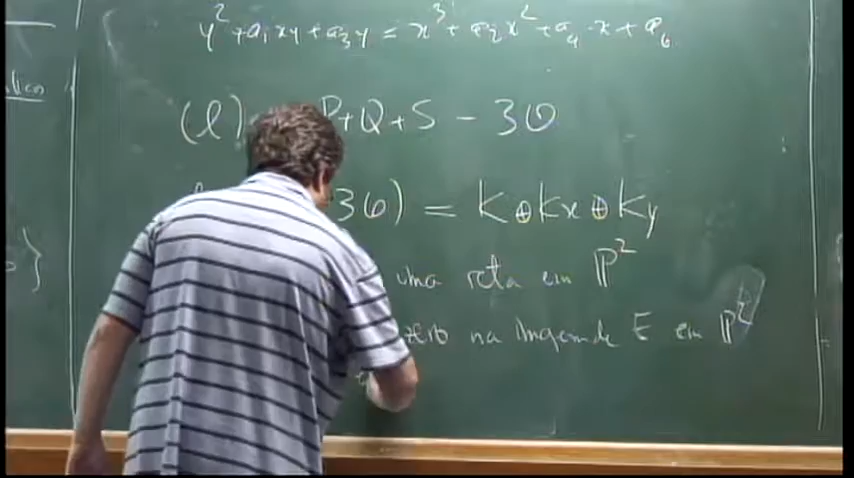 y² + a₁xy + a₃y = x³ + a₂x² + a₄x + a₆
(l) P + Q + S - 3O
3O) = K ⊕ Kx ⊕ Ky
uma reta em ℙ²
zero na imagem de E em ℙ²